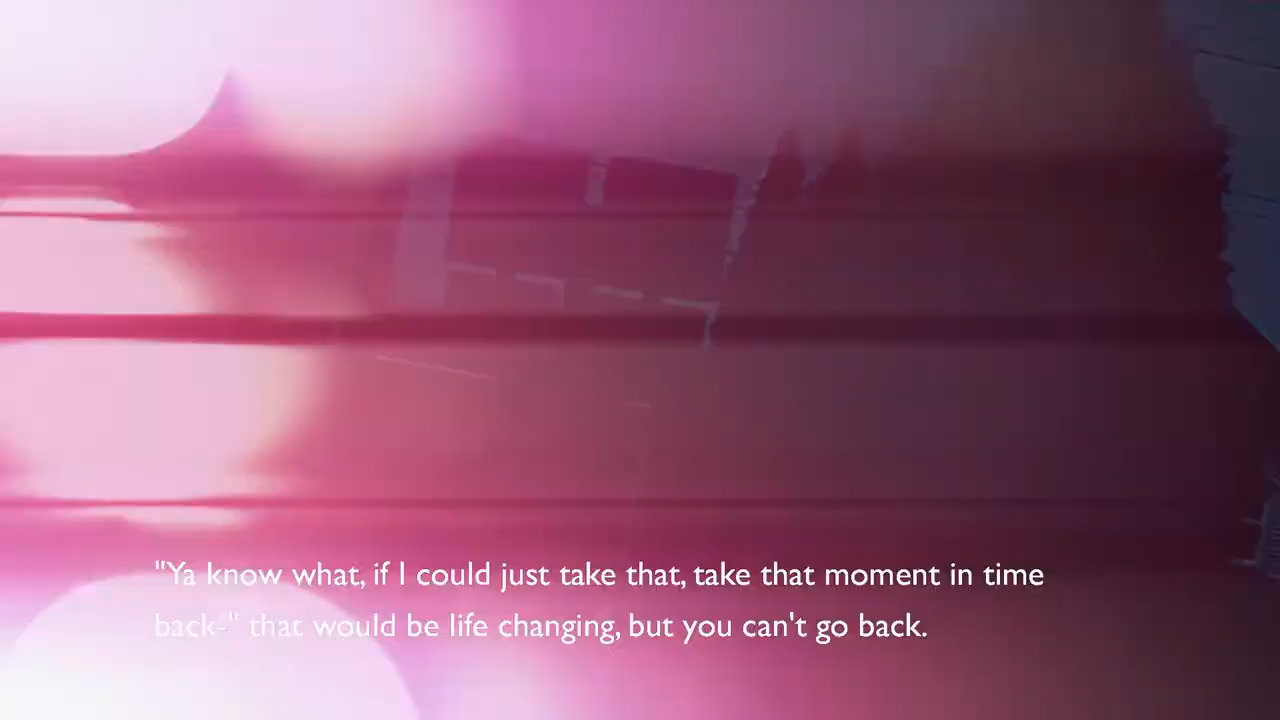 "Ya know what, if I could just take that, take that moment in time
back-" that would be life changing, but you can't go back.